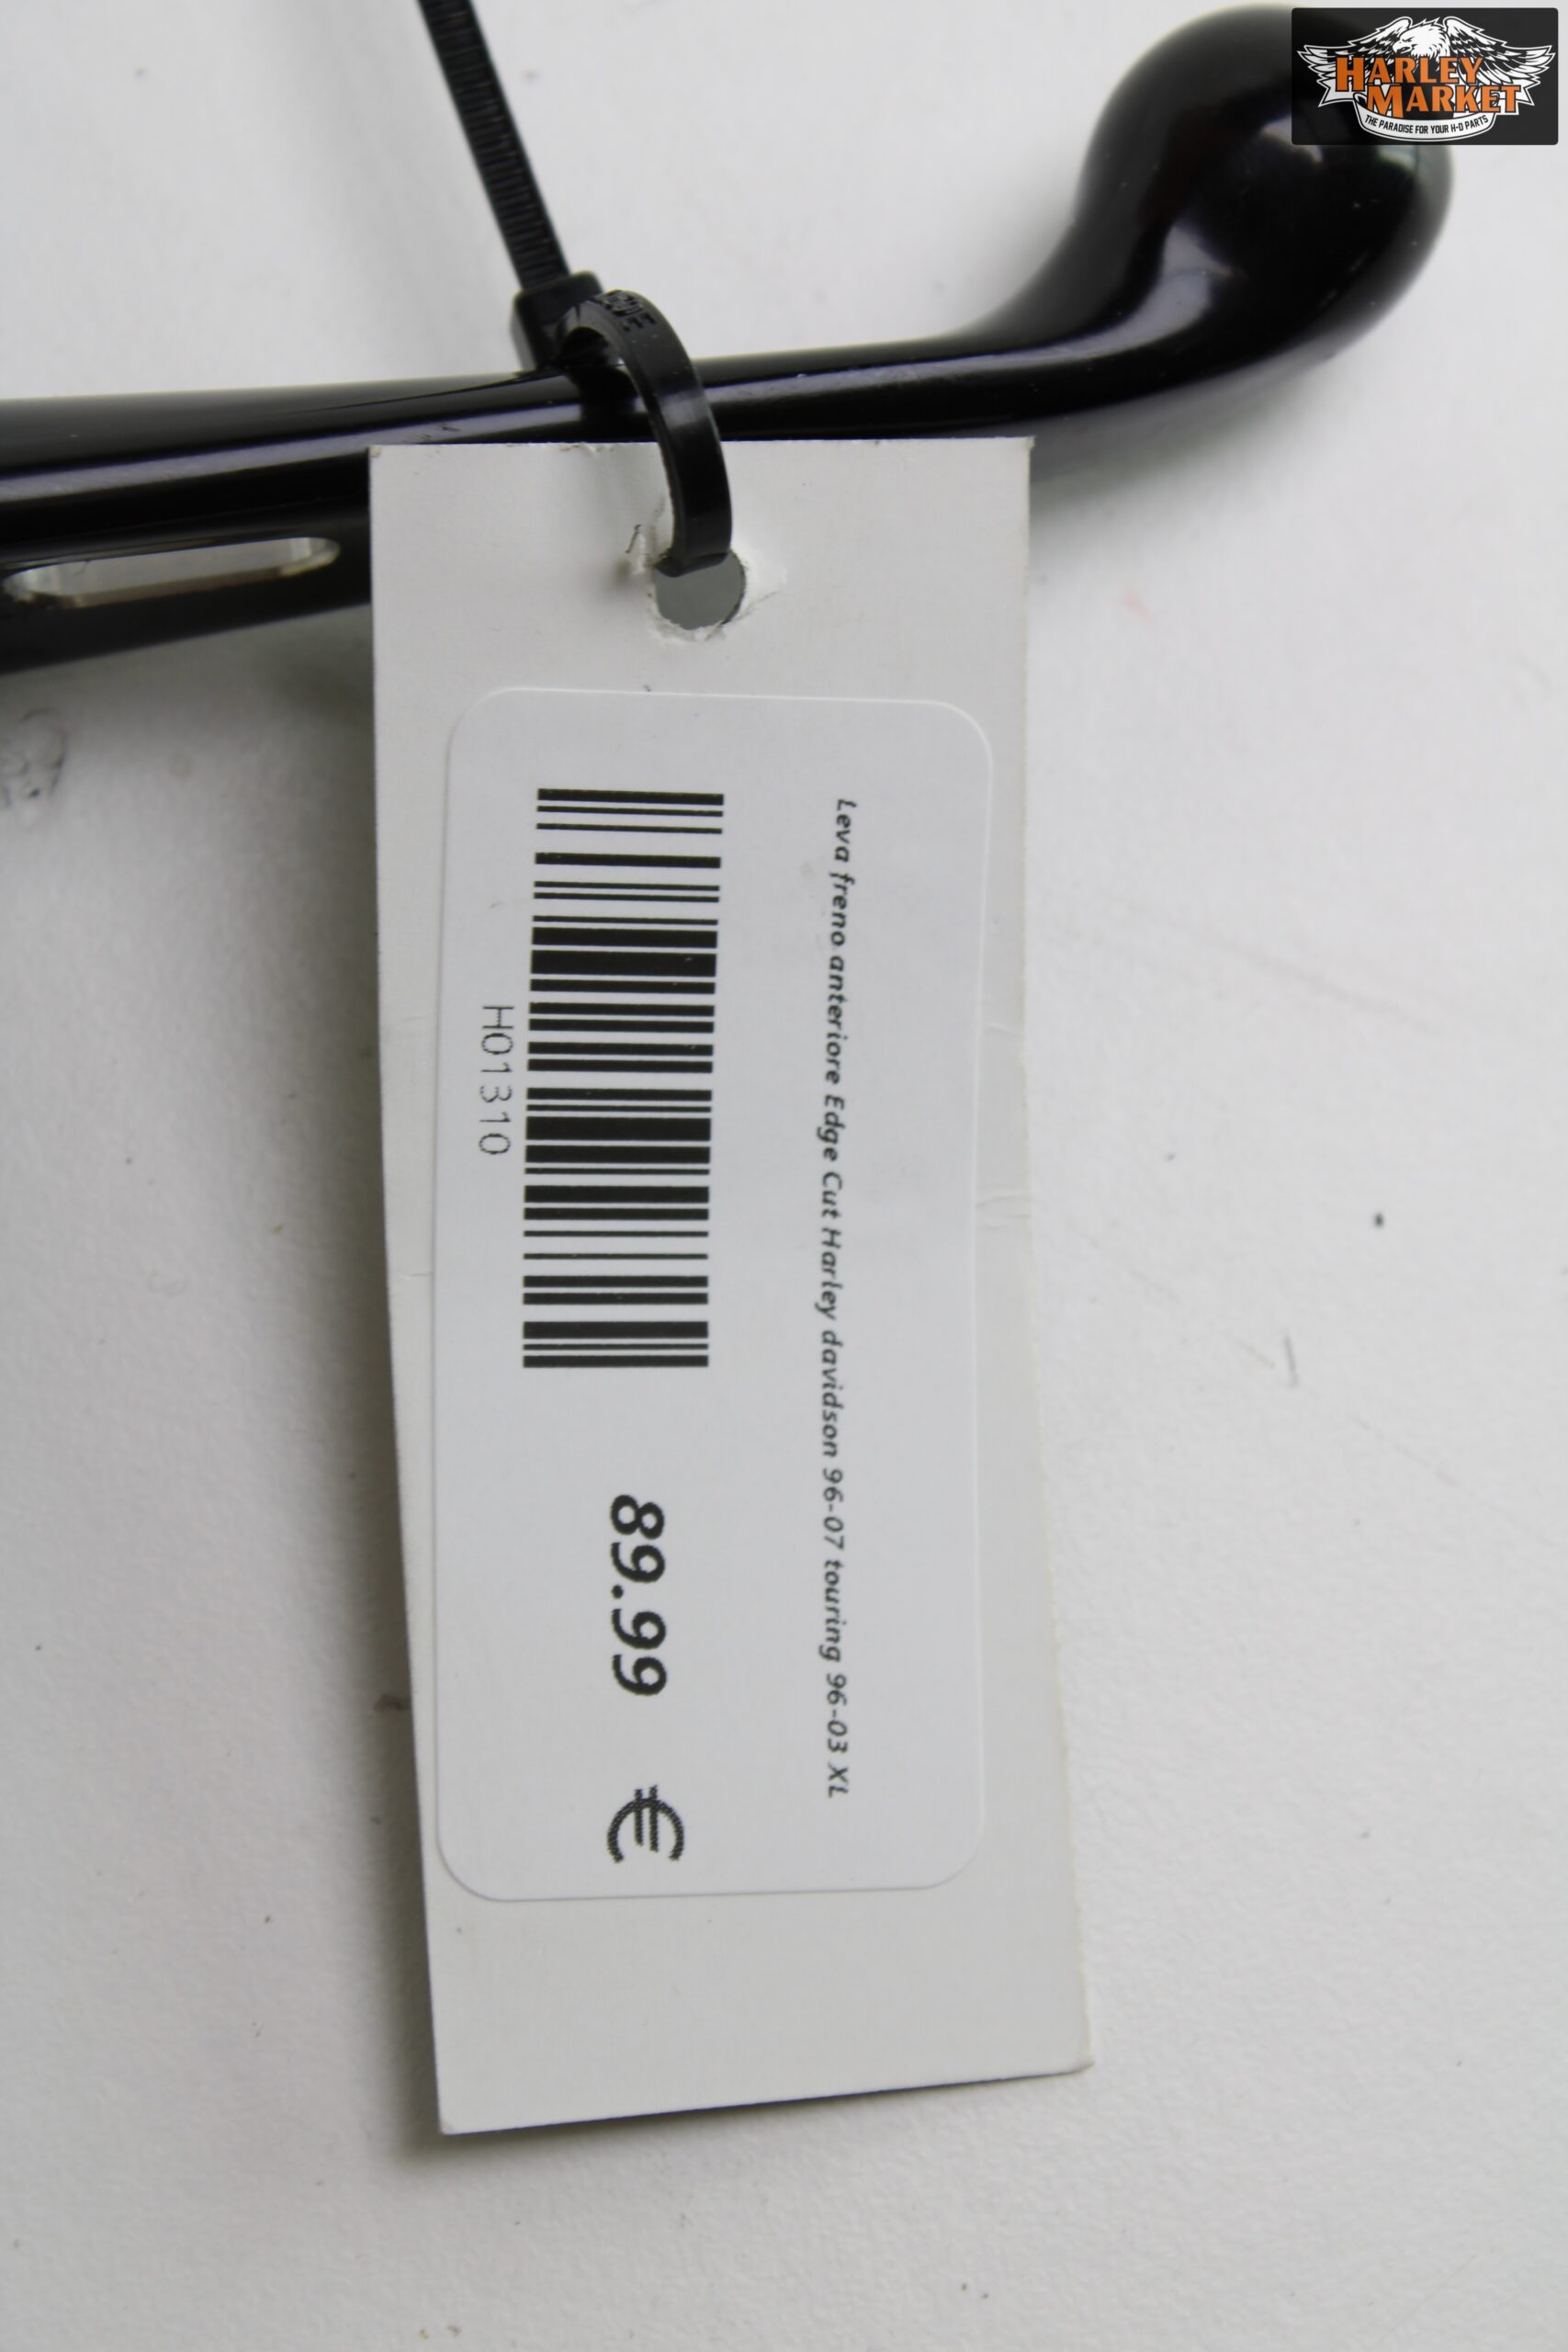 HARLEY
MARKET
THE PARADISE FOR YOUR H-D PARTS
Leva freno anteriore Edge Cut Harley davidson 96-07 touring 96-03 XL
H01310
89.99 €